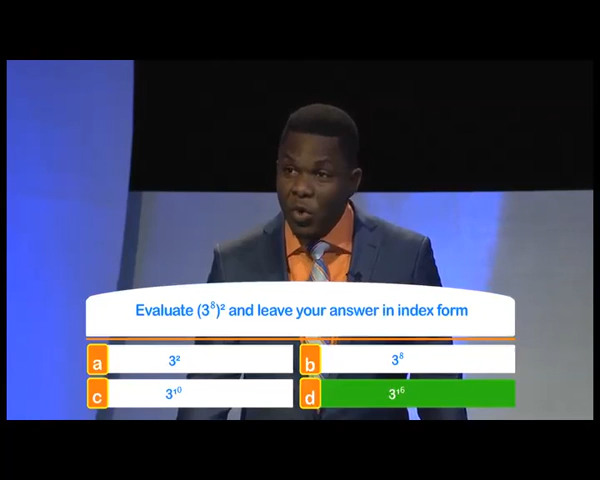 Evaluate (3⁸)² and leave your answer in index form
a 3²
b 3⁸
c 3¹⁰
d 3¹⁶